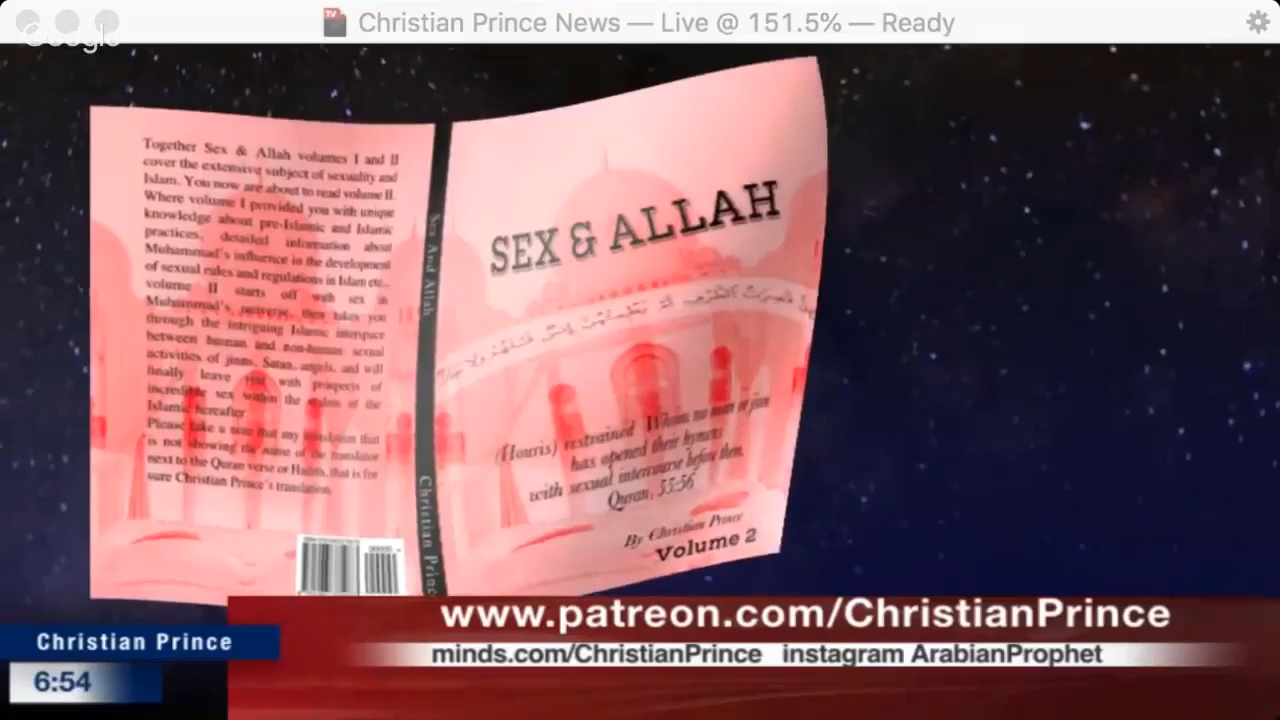 Christian Prince News — Live @ 151.5% — Ready
Google
Together Sex & Allah volumes I and II
cover the extensive subject of sexuality and
Islam. You now are about to read volume II.
Where volume I provided you with unique
knowledge about pre-Islamic and Islamic
practices, detailed information about
Muhammad's influence in the development
of sexual rules and regulations in Islam etc.,
volume II starts off with sex in
Muhammad's universe, then takes you
through the intriguing Islamic interspace
between human and non-human sexual
activities of jinns, Satan, angels, and will
finally leave you with prospects of
incredible sex within the of the
Islamic hereafter
Please take a note that any translation that
is not showing the name of the translator
next to the Quran verse or Hadith, that is for
sure Christian Prince's translation.
Sex And Allah
Christian Prince
SEX & ALLAH
(Houris) restrained Whom no man or jinn
has opened there hymens
with sexual intercourse before them.
Quran, 55:56
By Christian Prince
Volume 2
www.patreon.com/ChristianPrince
Christian Prince
minds.com/ChristianPrince instagram ArabianProphet
6:54